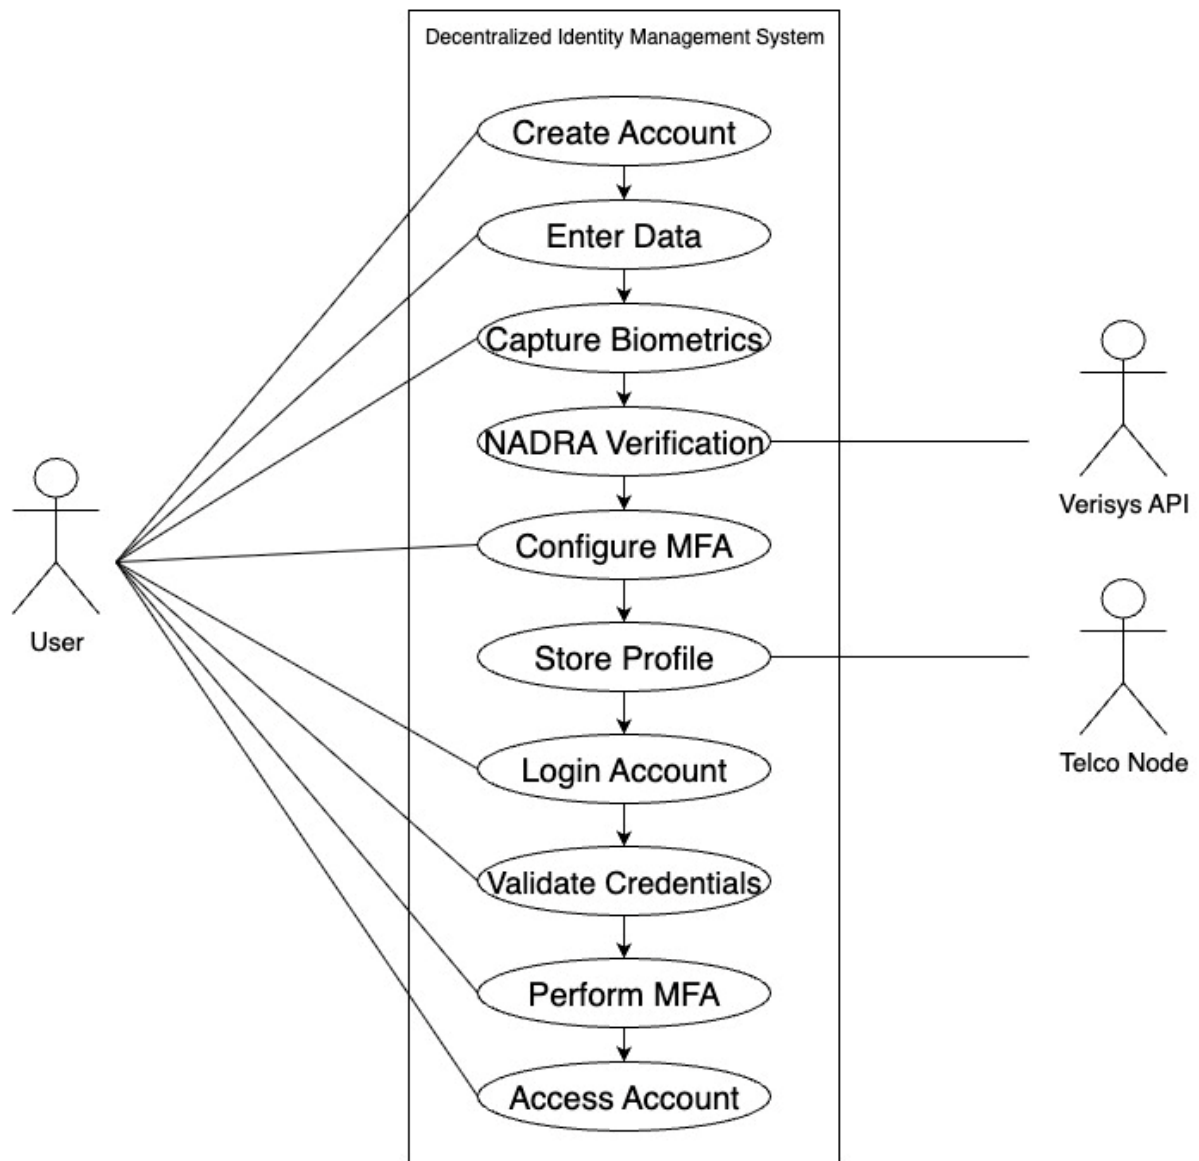 Decentralized Identity Management System
Create Account
Enter Data
Capture Biometrics
NADRA Verification
Verisys API
Configure MFA
User
Store Profile
Telco Node
Login Account
Validate Credentials
Perform MFA
Access Account